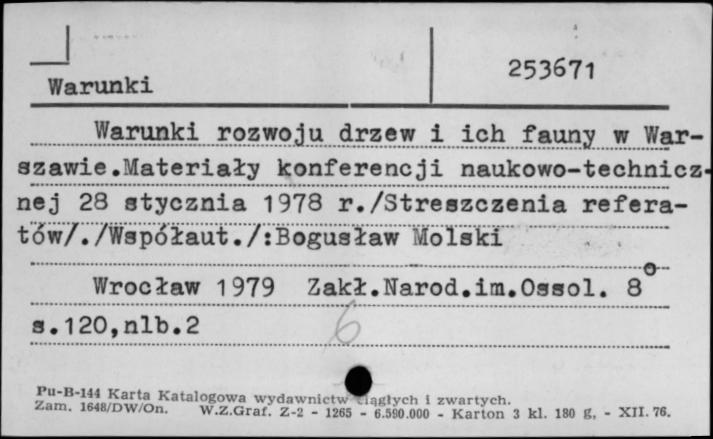 253671
Warunki
Warunki rozwoju drzew i ich fauny w War-
szawie.Materiały konferencji naukowo-technicz-
nej 28 stycznia 1978 r./Streszczenia refera-
tów/./Współaut./:Bogusław Molski
Wrocław 1979 Zakł.Narod.im.Ossol. 8°
s.120,nlb.2
6
Pu-B-144 Karta Katalogowa wydawnictw ciągłych i zwartych.
Zam. 1648/DW/On. W.Z.Graf. Z-2 - 1265 - 6.590.000 - Karton 3 kl. 180 g, - XII. 76.